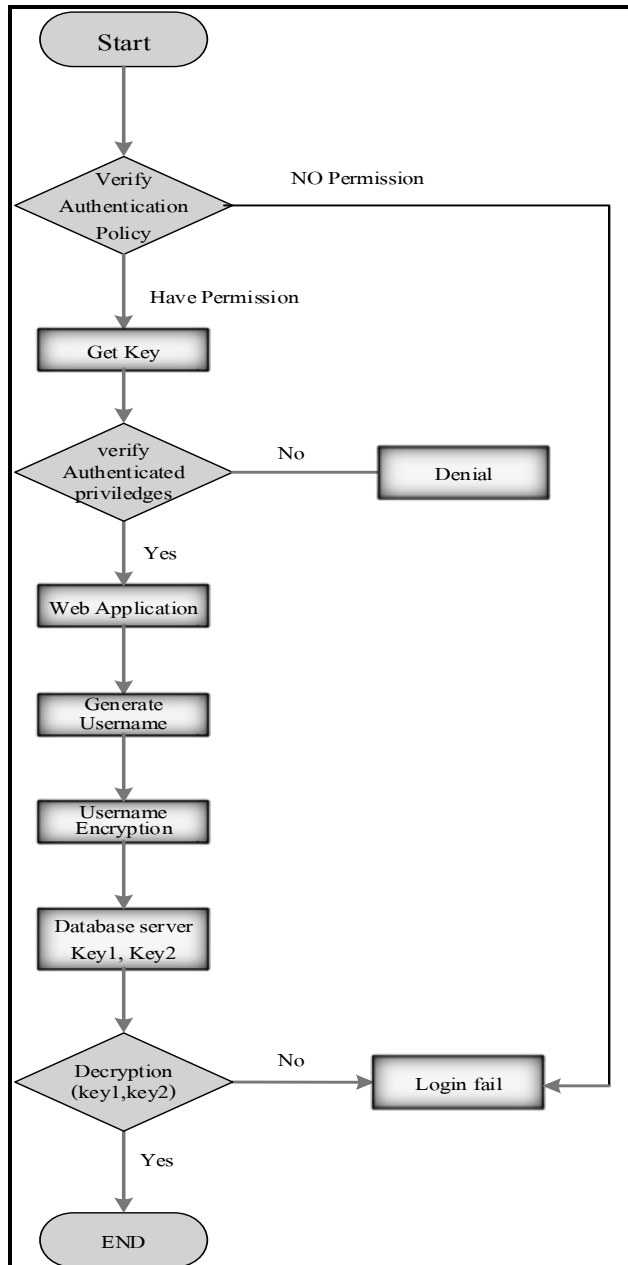 Start
Verify
Authentication
Policy
NO Permission
Have Permission
Get Key
verify
Authenticated
priviledges
No
Denial
Yes
Web Application
Generate
Username
Username
Encryption
Database server
Key1, Key2
Decryption
(key1,key2)
No
Login fail
Yes
END